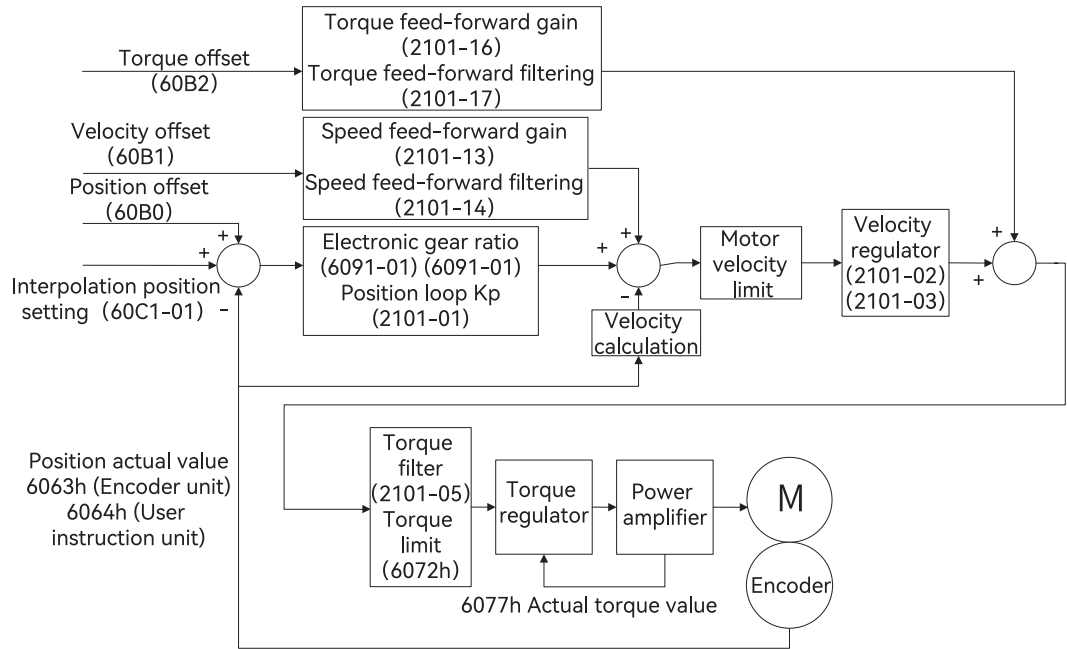 Torque offset
(60B2)
Torque feed-forward gain
(2101-16)
Torque feed-forward filtering
(2101-17)
Velocity offset
(60B1)
Speed feed-forward gain
(2101-13)
Speed feed-forward filtering
(2101-14)
Position offset
(60B0)
+
+
-
Interpolation position
setting (60C1-01)
Electronic gear ratio
(6091-01) (6091-01)
Position loop Kp
(2101-01)
+
+
-
Velocity
calculation
Motor
velocity
limit
Velocity
regulator
(2101-02)
(2101-03)
+
+
-
Position actual value
6063h (Encoder unit)
6064h (User
instruction unit)
Torque
filter
(2101-05)
Torque
limit
(6072h)
Torque
regulator
Power
amplifier
6077h Actual torque value
M
Encoder